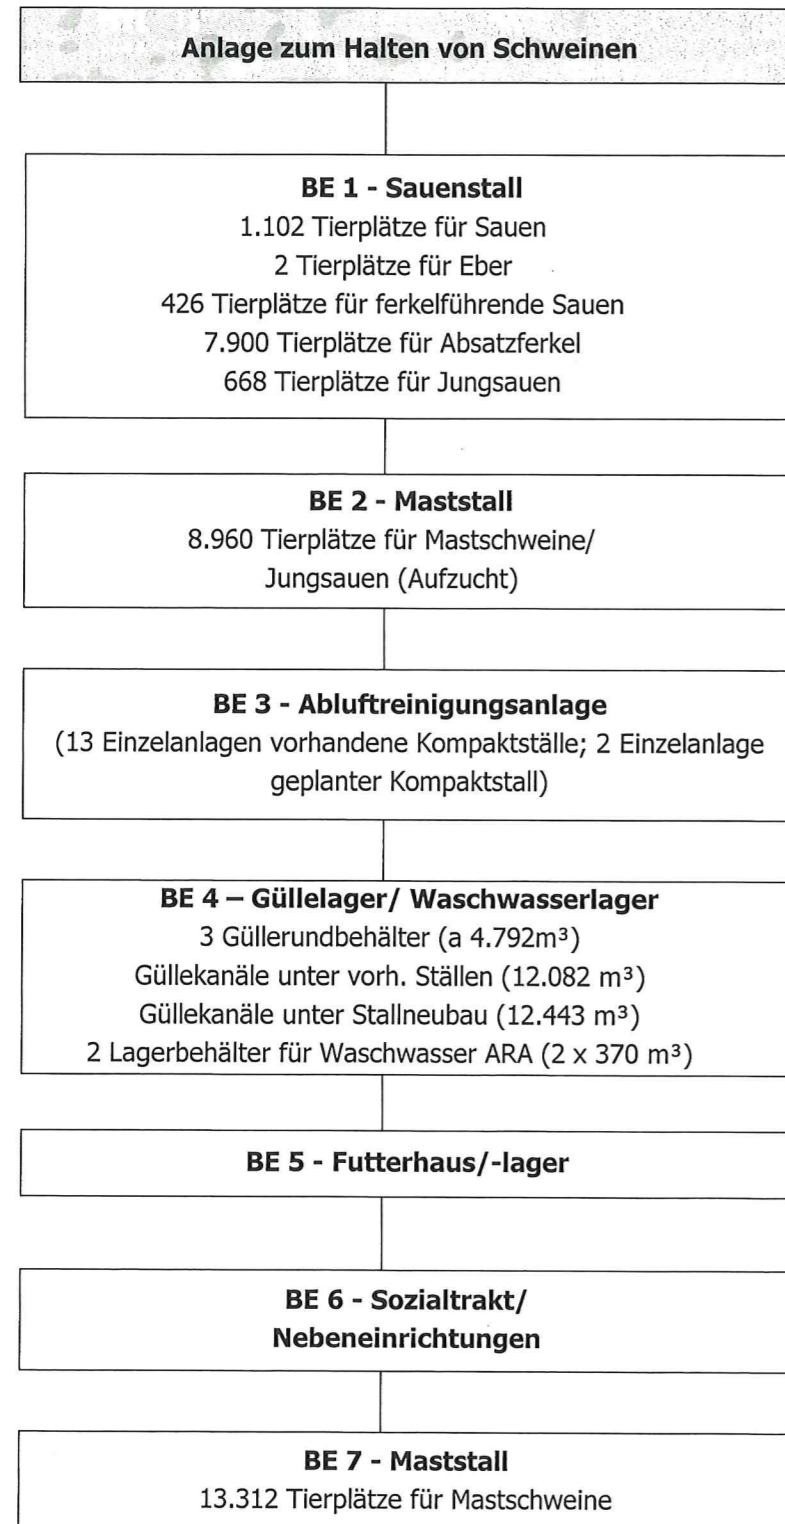 Anlage zum Halten von Schweinen
BE 1 - Sauenstall
1.102 Tierplätze für Sauen
2 Tierplätze für Eber
426 Tierplätze für ferkelführende Sauen
7.900 Tierplätze für Absatzferkel
668 Tierplätze für Jungsauen
BE 2 - Maststall
8.960 Tierplätze für Mastschweine/
Jungsauen (Aufzucht)
BE 3 - Abluftreinigungsanlage
(13 Einzelanlagen vorhandene Kompaktställe; 2 Einzelanlage
geplanter Kompaktstall)
BE 4 – Güllelager/ Waschwasserlager
3 Güllerundbehälter (a 4.792m³)
Güllekanäle unter vorh. Ställen (12.082 m³)
Güllekanäle unter Stallneubau (12.443 m³)
2 Lagerbehälter für Waschwasser ARA (2 x 370 m³)
BE 5 - Futterhaus/-lager
BE 6 - Sozialtrakt/
Nebeneinrichtungen
BE 7 - Maststall
13.312 Tierplätze für Mastschweine